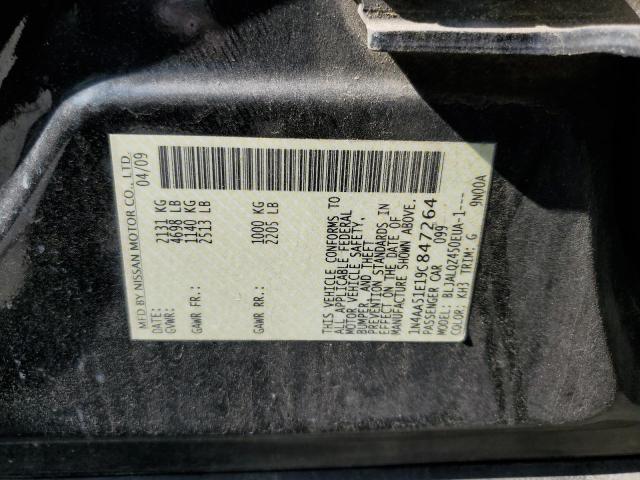 MFD BY NISSAN MOTOR CO., LTD.
DATE: 04/09
GVWR: 2131 KG
4698 LB
GAWR FR: 1140 KG
2513 LB
GAWR RR: 1000 KG
2205 LB
THIS VEHICLE CONFORMS TO
ALL APPLICABLE FEDERAL
MOTOR VEHICLE SAFETY,
BUMPER, AND THEFT
PREVENTION STANDARDS IN
EFFECT ON THE DATE OF
MANUFACTURE SHOWN ABOVE.
1N4AA51E19C847264
PASSENGER CAR 099
MODEL: BLJALQZ450EUA-1---
COLOR: KH3 TRIM: G 9N00A